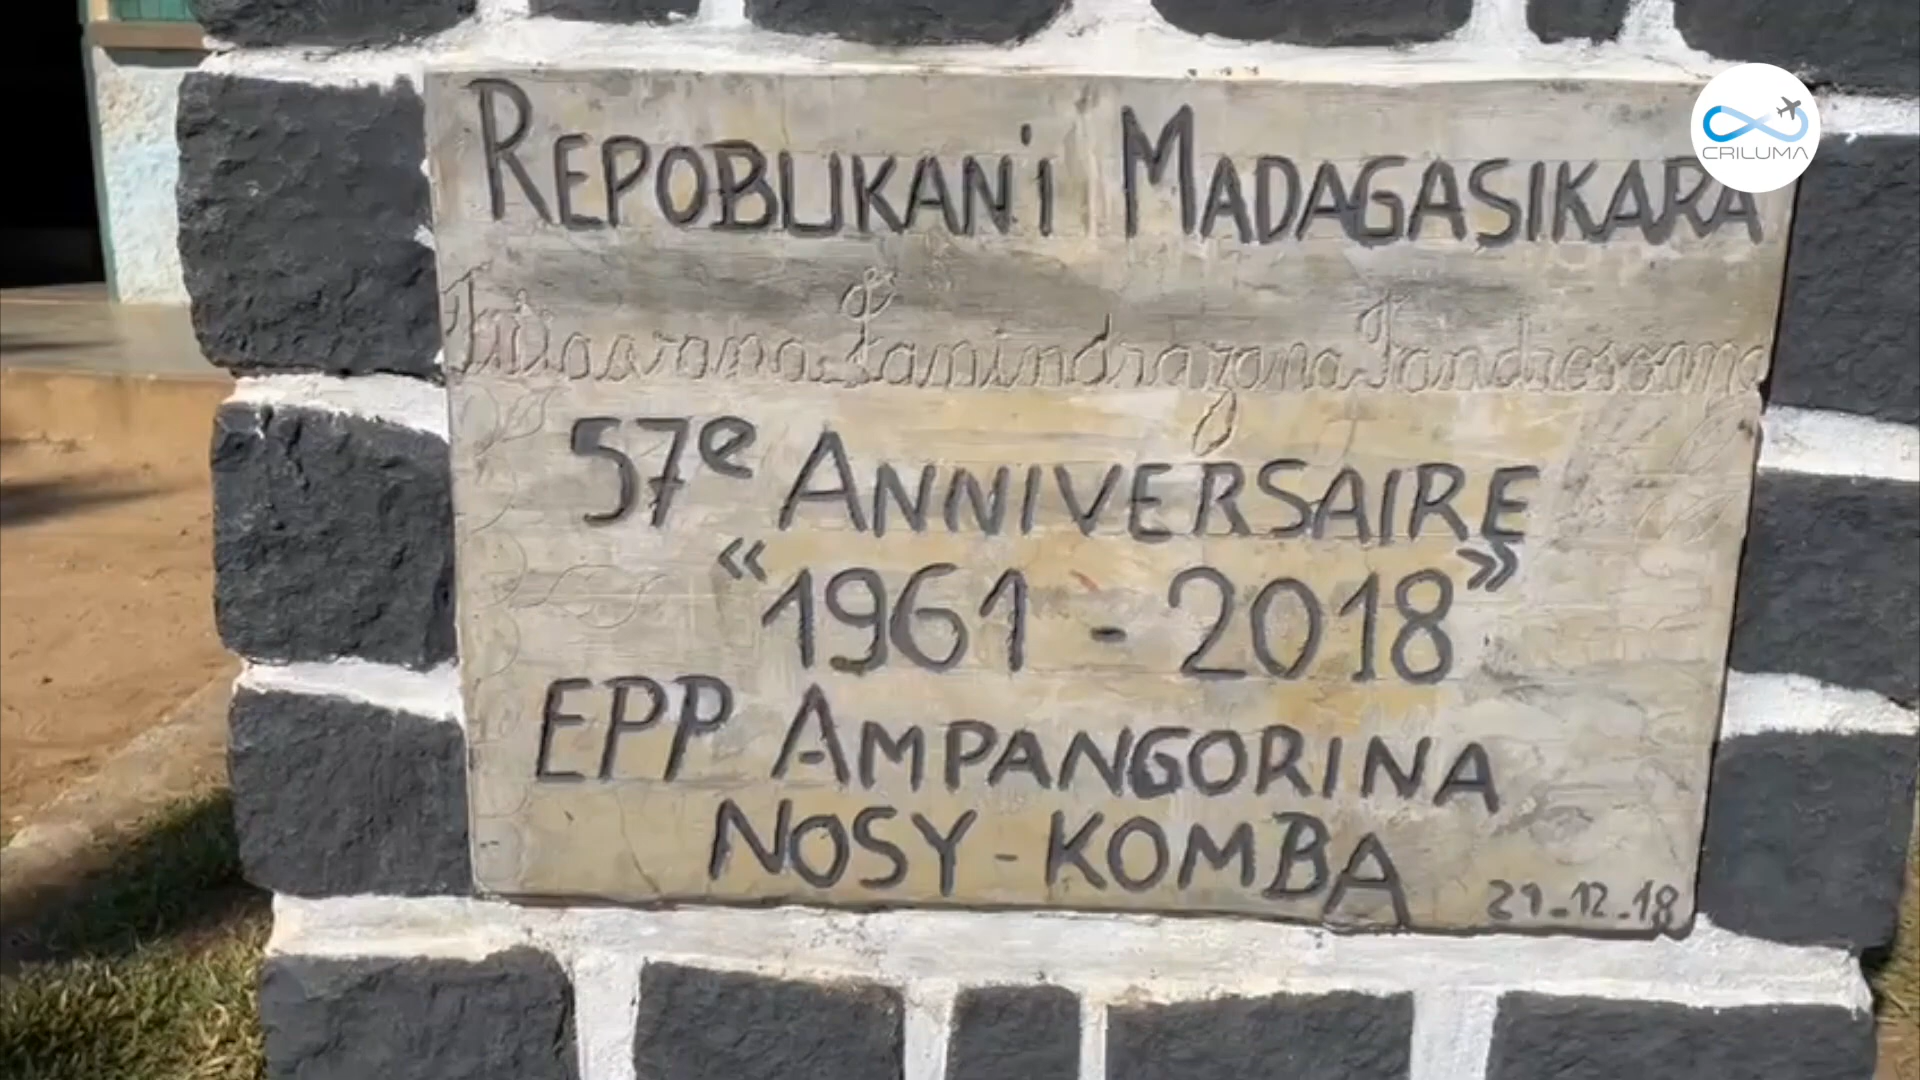 REPOBLIKAN'i MADAGASIKARA
CRILUMA
Fitiavana Tanindrazana Fandrosoana
57e ANNIVERSAIRE
"1961 - 2018"
EPP AMPANGORINA
NOSY-KOMBA
21-12-18